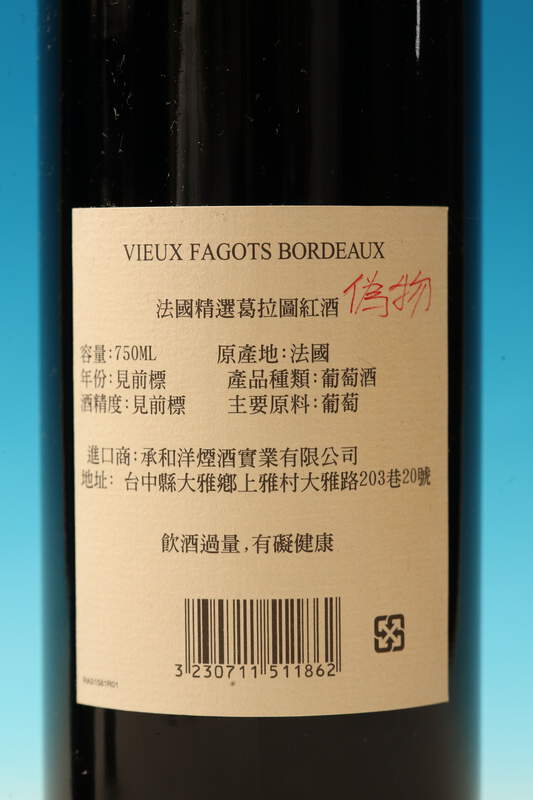 VIEUX FAGOTS BORDEAUX
法國精選葛拉圖紅酒 偽物
容量:750ML 原產地:法國
年份:見前標 產品種類:葡萄酒
酒精度:見前標 主要原料:葡萄
進口商:承和洋煙酒實業有限公司
地址: 台中縣大雅鄉上雅村大雅路203巷20號
飲酒過量,有礙健康
3 230711 511862